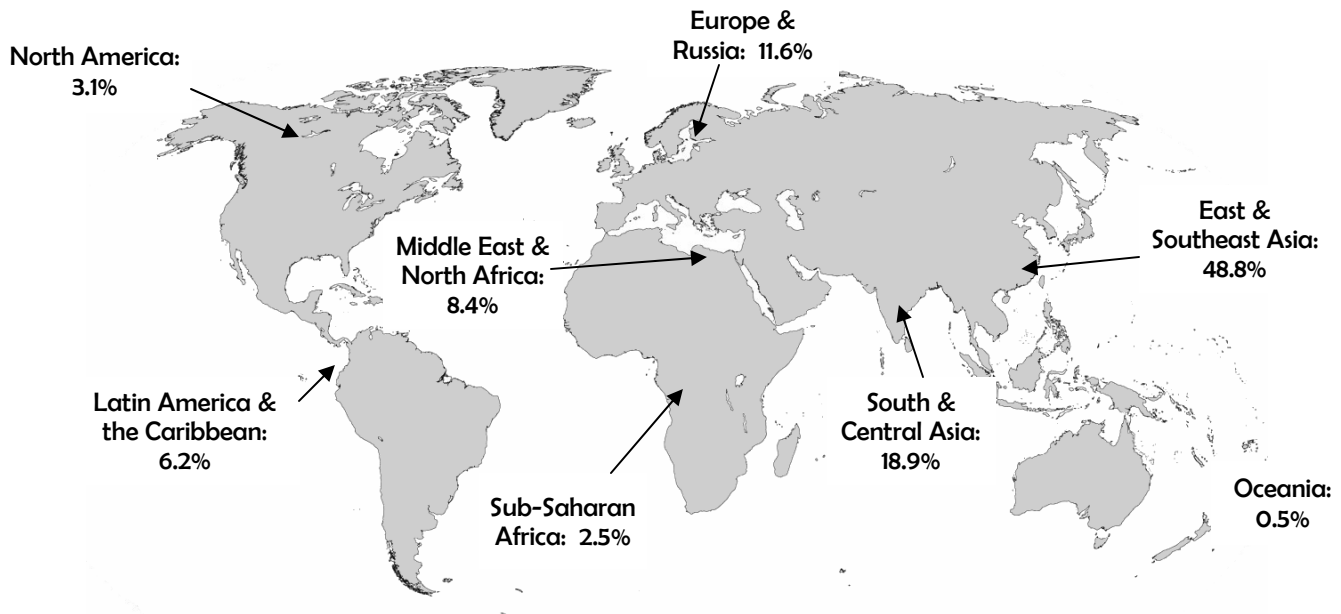 Europe &
Russia: 11.6%
North America:
3.1%
East &
Southeast Asia:
48.8%
Middle East &
North Africa:
8.4%
Latin America &
the Caribbean:
6.2%
South &
Central Asia:
18.9%
Sub-Saharan
Africa: 2.5%
Oceania:
0.5%